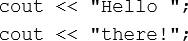 cout << "Hello ";
cout << "there!";